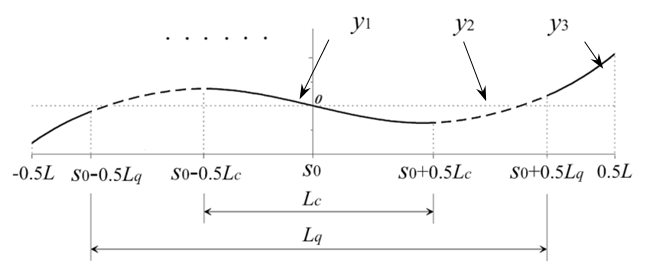 y1 y2 y3
. . . . . .
0
-0.5L s0-0.5Lq s0-0.5Lc s0 s0+0.5Lc s0+0.5Lq 0.5L
Lc
Lq